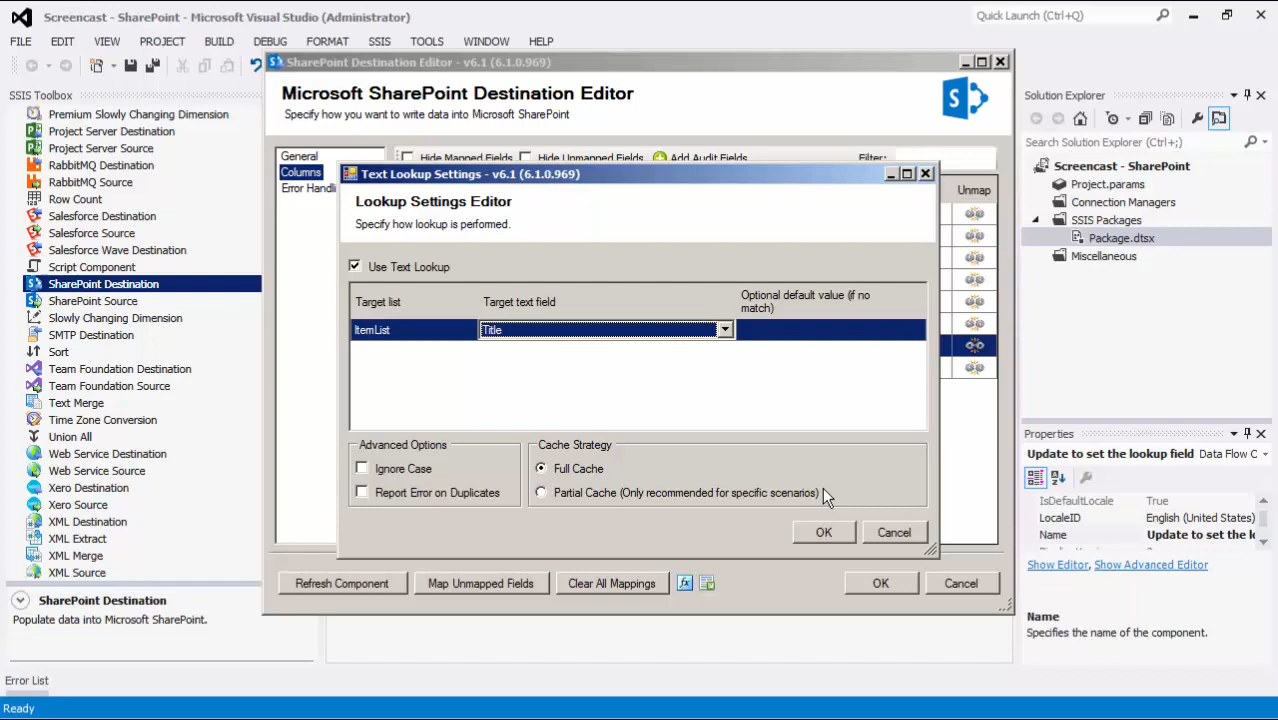 Screencast - SharePoint - Microsoft Visual Studio (Administrator)
Quick Launch (Ctrl+Q)
FILE EDIT VIEW PROJECT BUILD DEBUG FORMAT SSIS TOOLS WINDOW HELP
SSIS Toolbox
Premium Slowly Changing Dimension
Project Server Destination
Project Server Source
RabbitMQ Destination
RabbitMQ Source
Row Count
Salesforce Destination
Salesforce Source
Salesforce Wave Destination
Script Component
SharePoint Destination
SharePoint Source
Slowly Changing Dimension
SMTP Destination
Sort
Team Foundation Destination
Team Foundation Source
Text Merge
Time Zone Conversion
Union All
Web Service Destination
Web Service Source
Xero Destination
Xero Source
XML Destination
XML Extract
XML Merge
XML Source
SharePoint Destination
Populate data into Microsoft SharePoint.
Error List
Ready
SharePoint Destination Editor - v6.1 (6.1.0.969)
Microsoft SharePoint Destination Editor
Specify how you want to write data into Microsoft SharePoint
General
Columns
Error Handli
Hide Mapped Fields Hide Unmapped Fields Add Audit Fields Filter:
Unmap
Text Lookup Settings - v6.1 (6.1.0.969)
Lookup Settings Editor
Specify how lookup is performed.
Use Text Lookup
Target list Target text field Optional default value (if no match)
ItemList Title
Advanced Options
Ignore Case
Report Error on Duplicates
Cache Strategy
Full Cache
Partial Cache (Only recommended for specific scenarios)
OK Cancel
Refresh Component Map Unmapped Fields Clear All Mappings fx OK Cancel
Solution Explorer
Search Solution Explorer (Ctrl+;)
Screencast - SharePoint
Project.params
Connection Managers
SSIS Packages
Package.dtsx
Miscellaneous
Properties
Update to set the lookup field Data Flow C
IsDefaultLocale True
LocaleID English (United States)
Name Update to set the lo
Show Editor, Show Advanced Editor
Name
Specifies the name of the component.